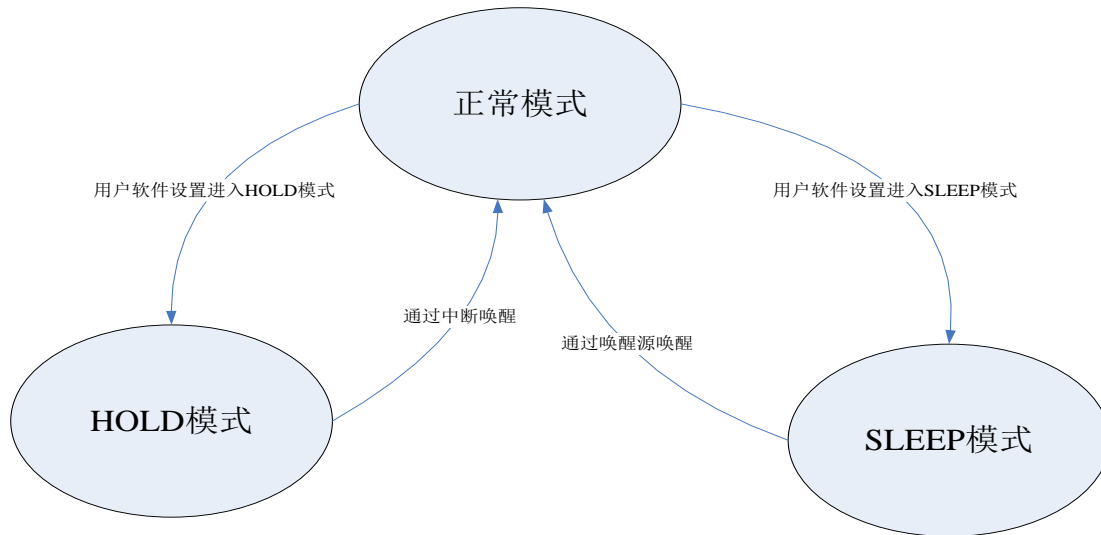 正常模式
用户软件设置进入HOLD模式
用户软件设置进入SLEEP模式
通过中断唤醒
通过唤醒源唤醒
HOLD模式
SLEEP模式